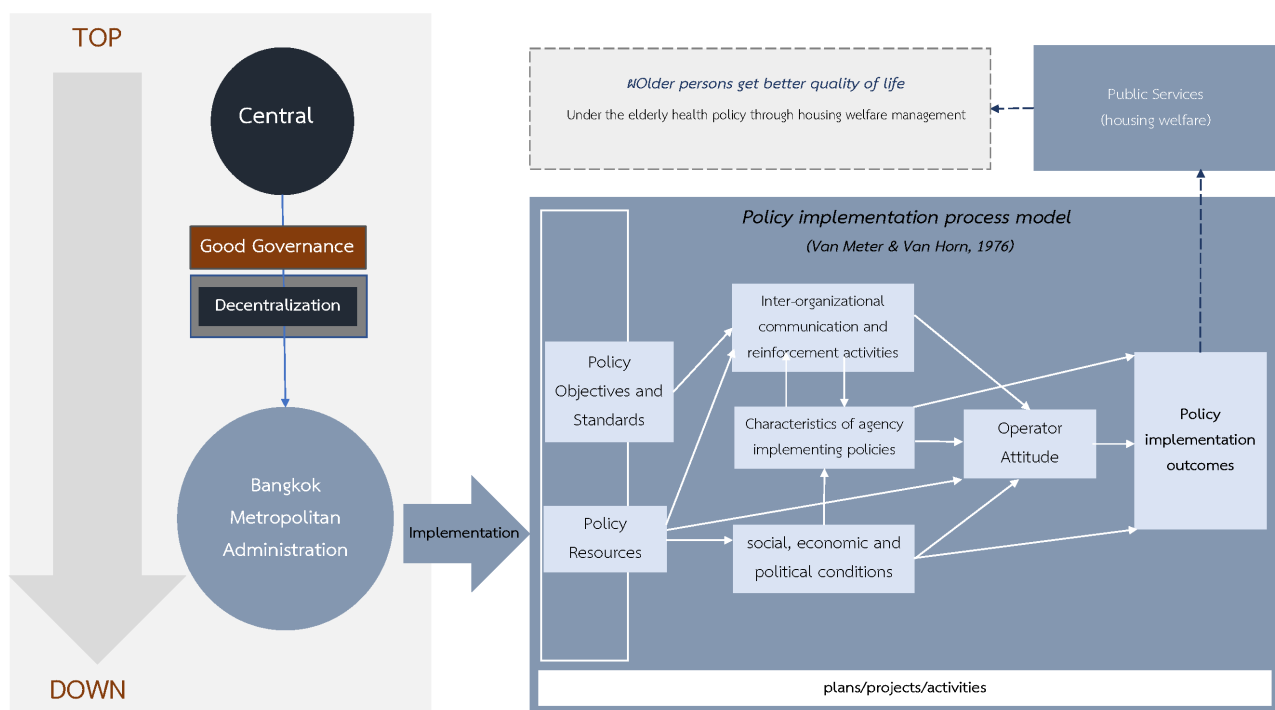 TOP
Central
Good Governance
Decentralization
Bangkok
Metropolitan
Administration
DOWN
Implementation
Older persons get better quality of life
Under the elderly health policy through housing welfare management
Public Services
(housing welfare)
Policy implementation process model
(Van Meter & Van Horn, 1976)
Policy
Objectives and
Standards
Policy
Resources
Inter-organizational
communication and
reinforcement activities
Characteristics of agency
implementing policies
social, economic and
political conditions
Operator
Attitude
Policy
implementation
outcomes
plans/projects/activities